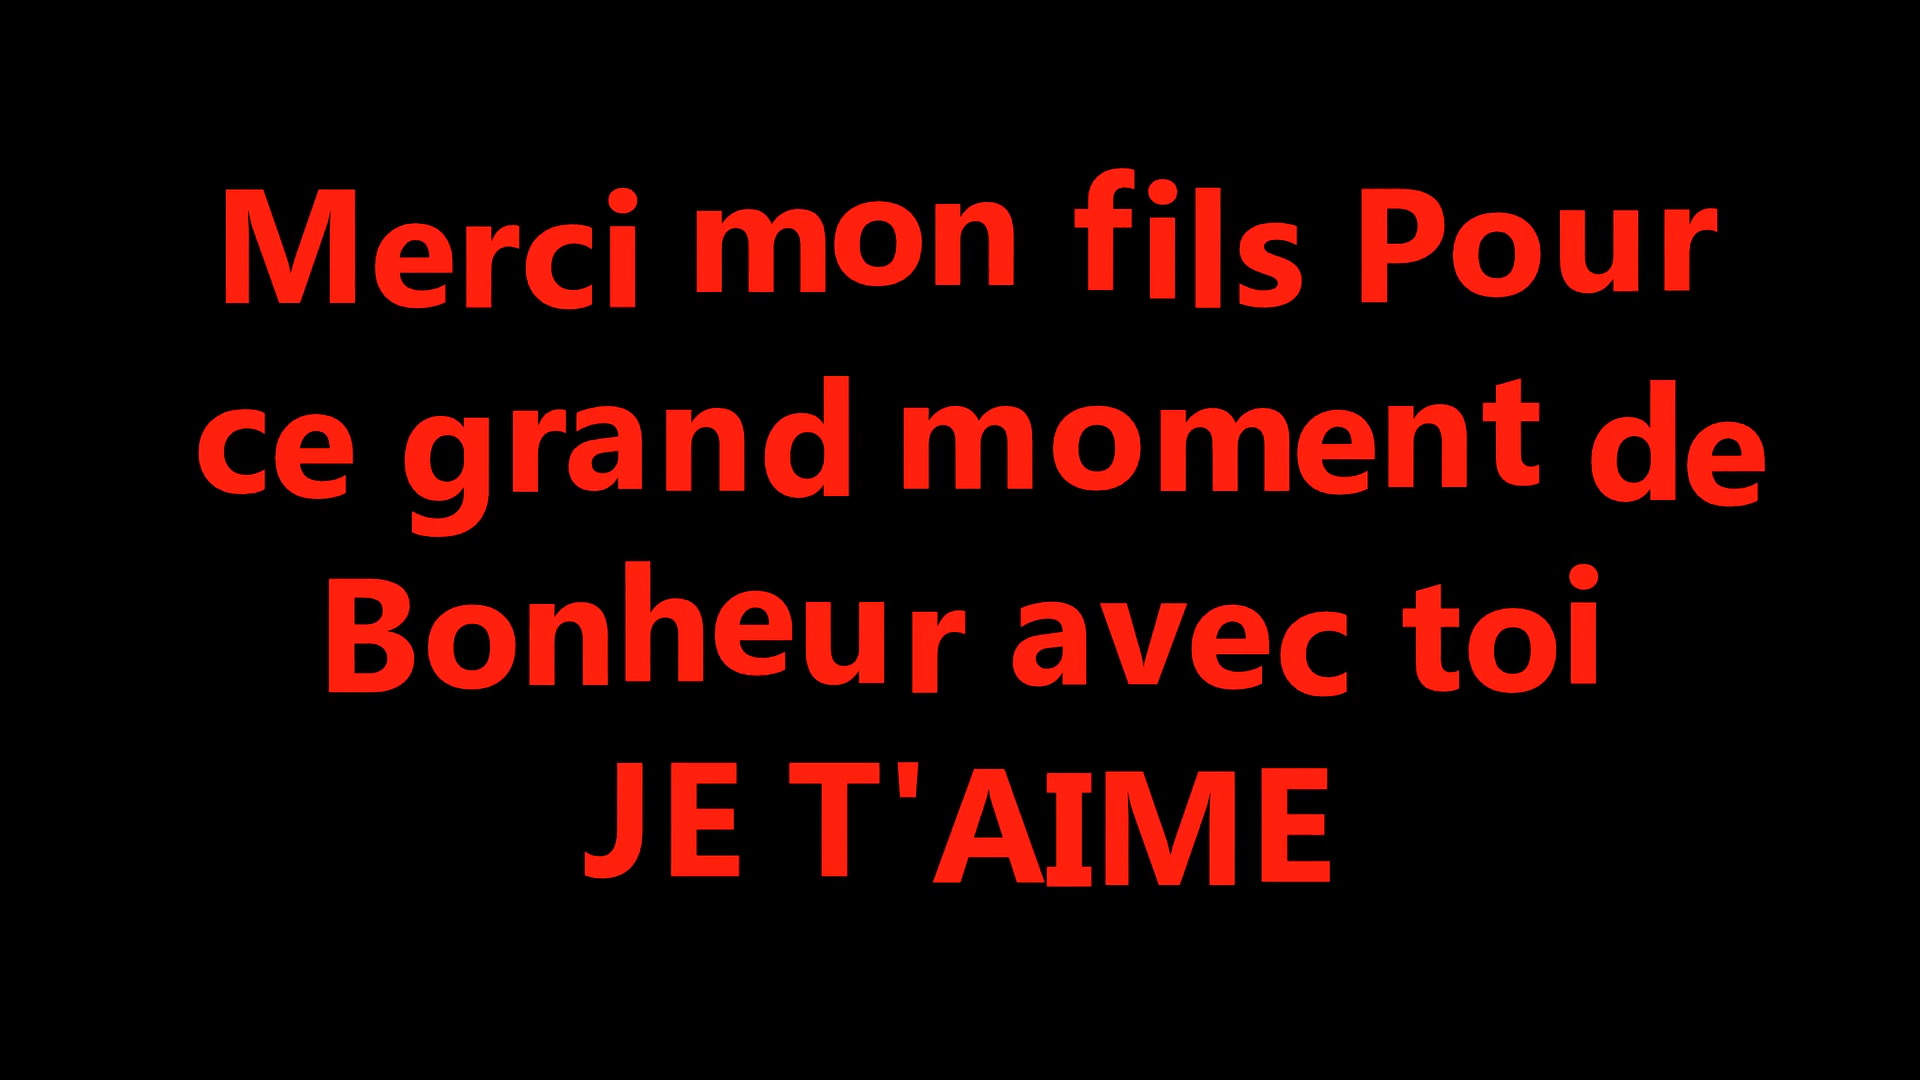 Merci mon fils Pour
ce grand moment de
Bonheur avec toi
JE T'AIME